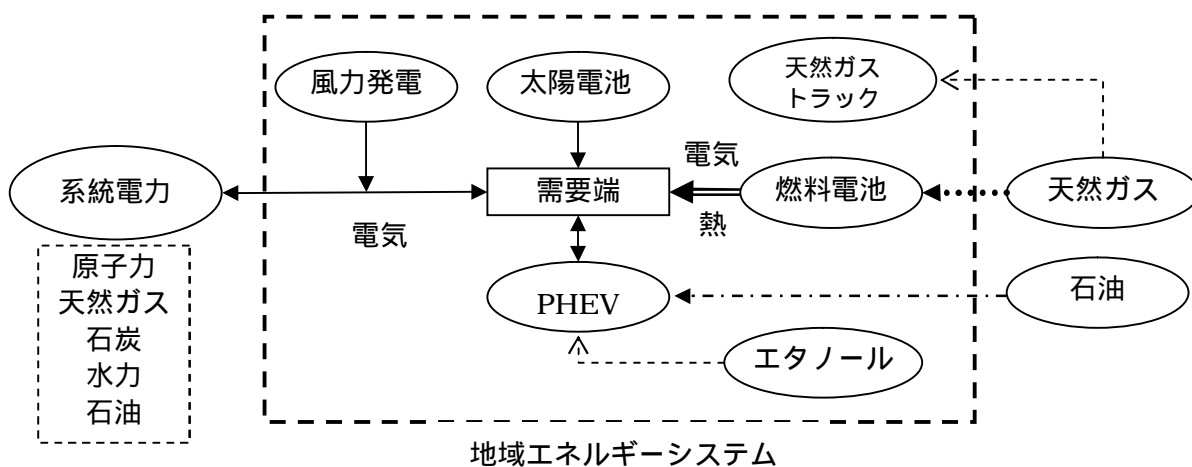 風力発電
太陽電池
天然ガス
トラック
系統電力
電気
需要端
電気
熱
燃料電池
天然ガス
原子力
天然ガス
石炭
水力
石油
PHEV
石油
エタノール
地域エネルギーシステム